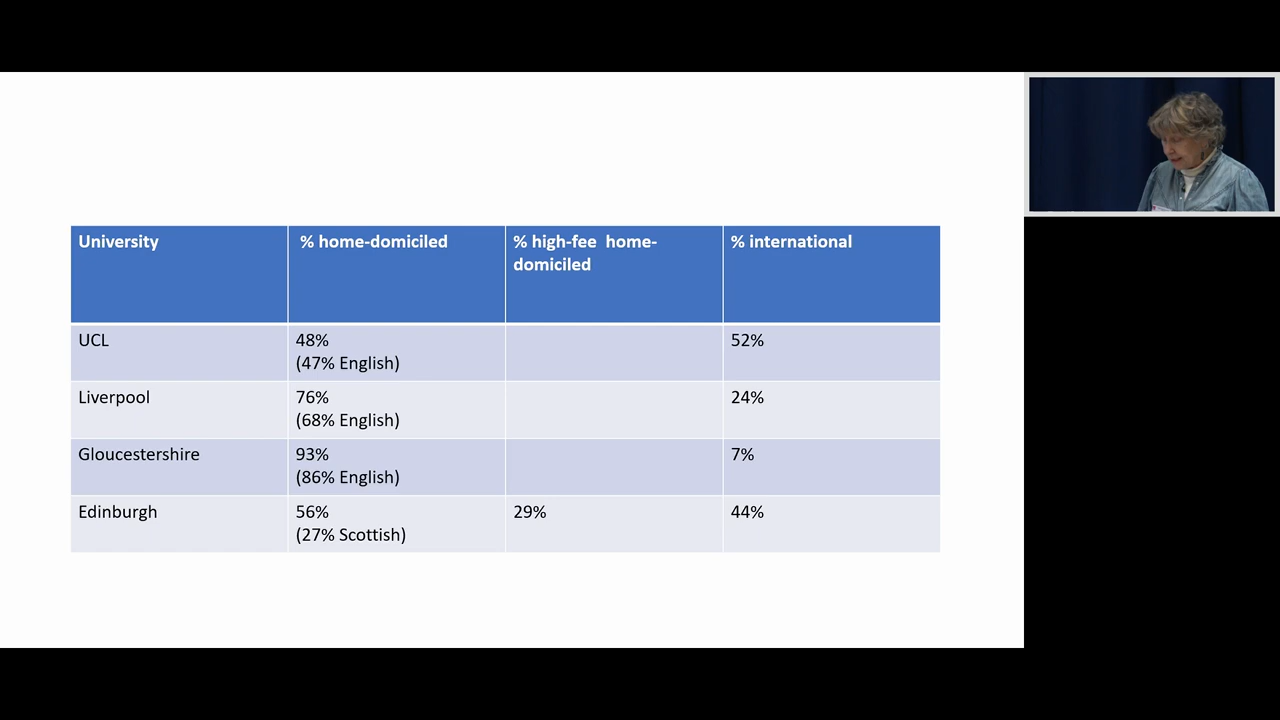 University
% home-domiciled
% high-fee home-
domiciled
% international
UCL
48%
(47% English)
52%
Liverpool
76%
(68% English)
24%
Gloucestershire
93%
(86% English)
7%
Edinburgh
56%
(27% Scottish)
29%
44%